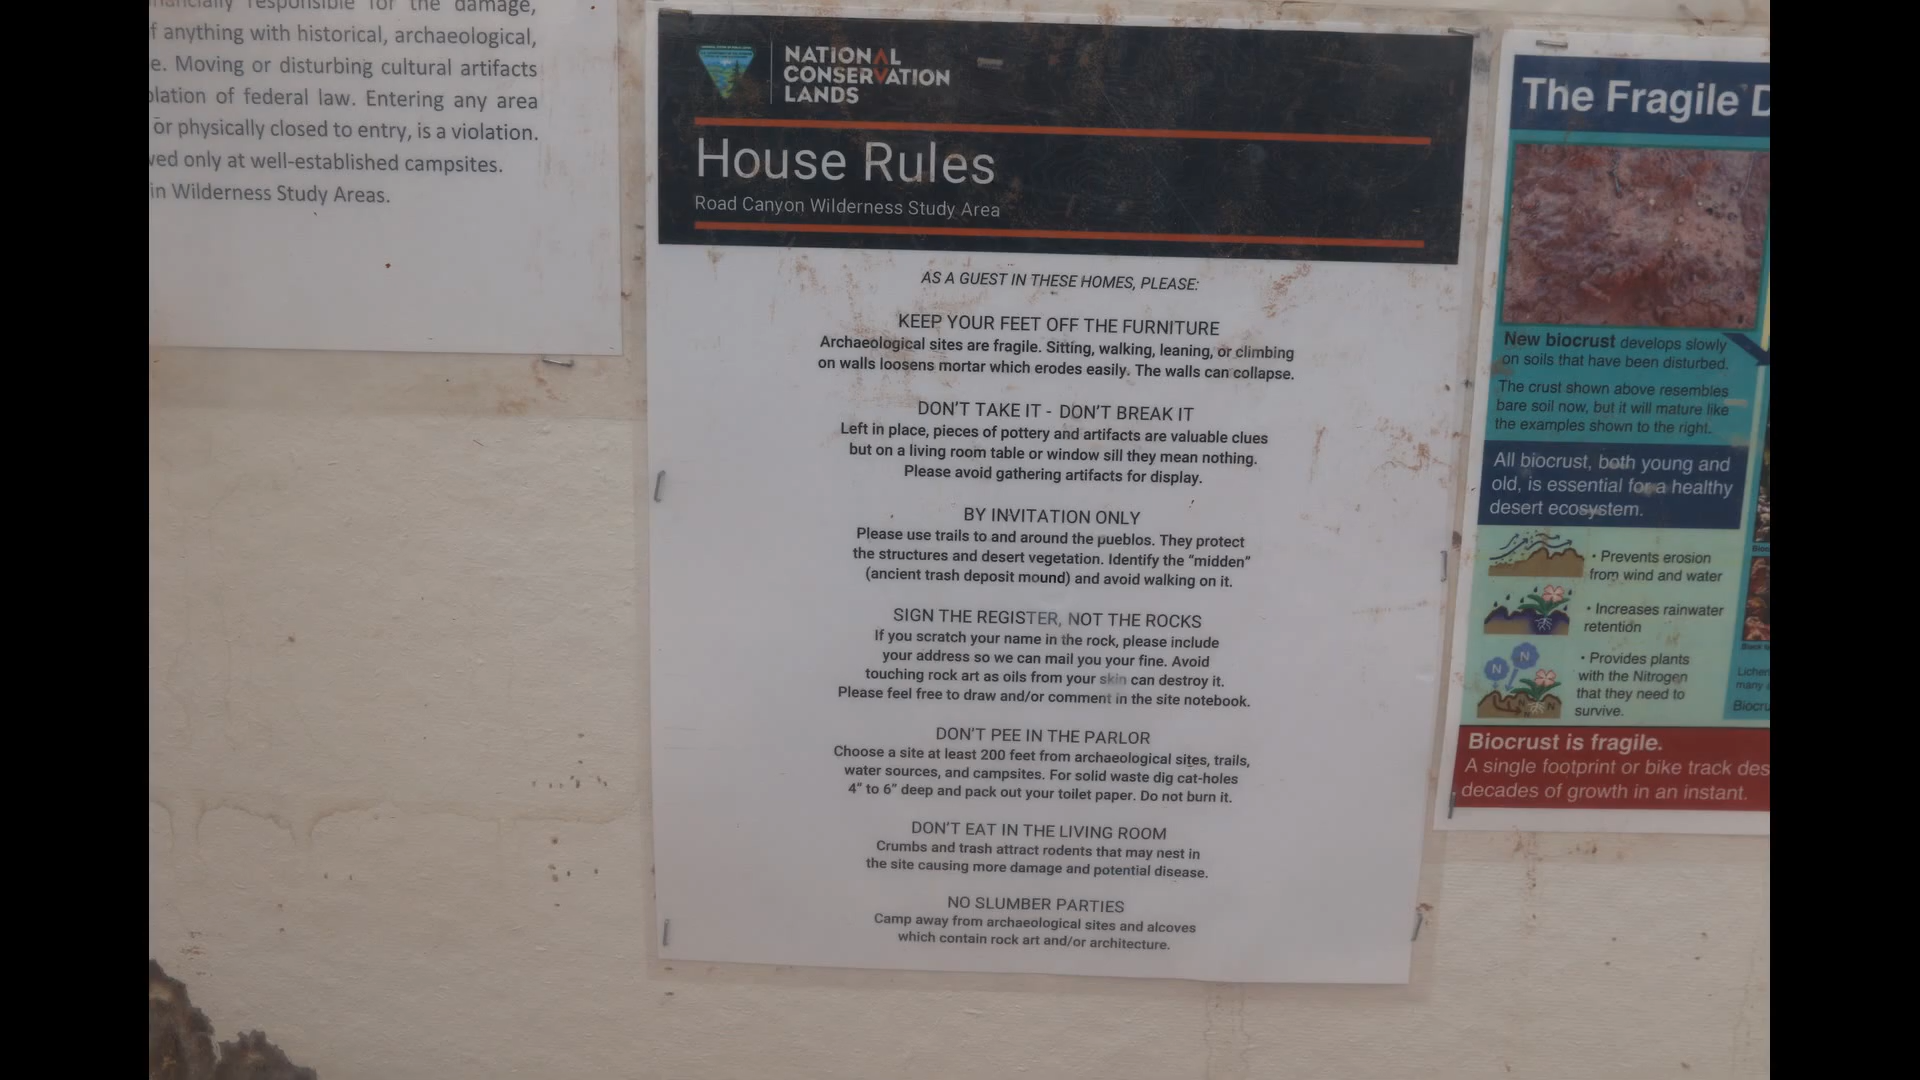 responsible for the damage,
f anything with historical, archaeological,
e. Moving or disturbing cultural artifacts
lation of federal law. Entering any area
or physically closed to entry, is a violation.
ved only at well-established campsites.
in Wilderness Study Areas.
NATIONAL
CONSERVATION
LANDS
House Rules
Road Canyon Wilderness Study Area
AS A GUEST IN THESE HOMES, PLEASE:
KEEP YOUR FEET OFF THE FURNITURE
Archaeological sites are fragile. Sitting, walking, leaning, or climbing
on walls loosens mortar which erodes easily. The walls can collapse.
DON'T TAKE IT - DON'T BREAK IT
Left in place, pieces of pottery and artifacts are valuable clues
but on a living room table or window sill they mean nothing.
Please avoid gathering artifacts for display.
BY INVITATION ONLY
Please use trails to and around the pueblos. They protect
the structures and desert vegetation. Identify the "midden"
(ancient trash deposit mound) and avoid walking on it.
SIGN THE REGISTER, NOT THE ROCKS
If you scratch your name in the rock, please include
your address so we can mail you your fine. Avoid
touching rock art as oils from your skin can destroy it.
Please feel free to draw and/or comment in the site notebook.
DON'T PEE IN THE PARLOR
Choose a site at least 200 feet from archaeological sites, trails,
water sources, and campsites. For solid waste dig cat-holes
4" to 6" deep and pack out your toilet paper. Do not burn it.
DON'T EAT IN THE LIVING ROOM
Crumbs and trash attract rodents that may nest in
the site causing more damage and potential disease.
NO SLUMBER PARTIES
Camp away from archaeological sites and alcoves
which contain rock art and/or architecture.
The Fragile D
New biocrust develops slowly
on soils that have been disturbed.
The crust shown above resembles
bare soil now, but it will mature like
the examples shown to the right.
All biocrust, both young and
old, is essential for a healthy
desert ecosystem.
• Prevents erosion
from wind and water
• Increases rainwater
retention
N N
• Provides plants
with the Nitrogen
that they need to
survive.
Lichen
many
Biocru
Biocrust is fragile.
A single footprint or bike track des
decades of growth in an instant.